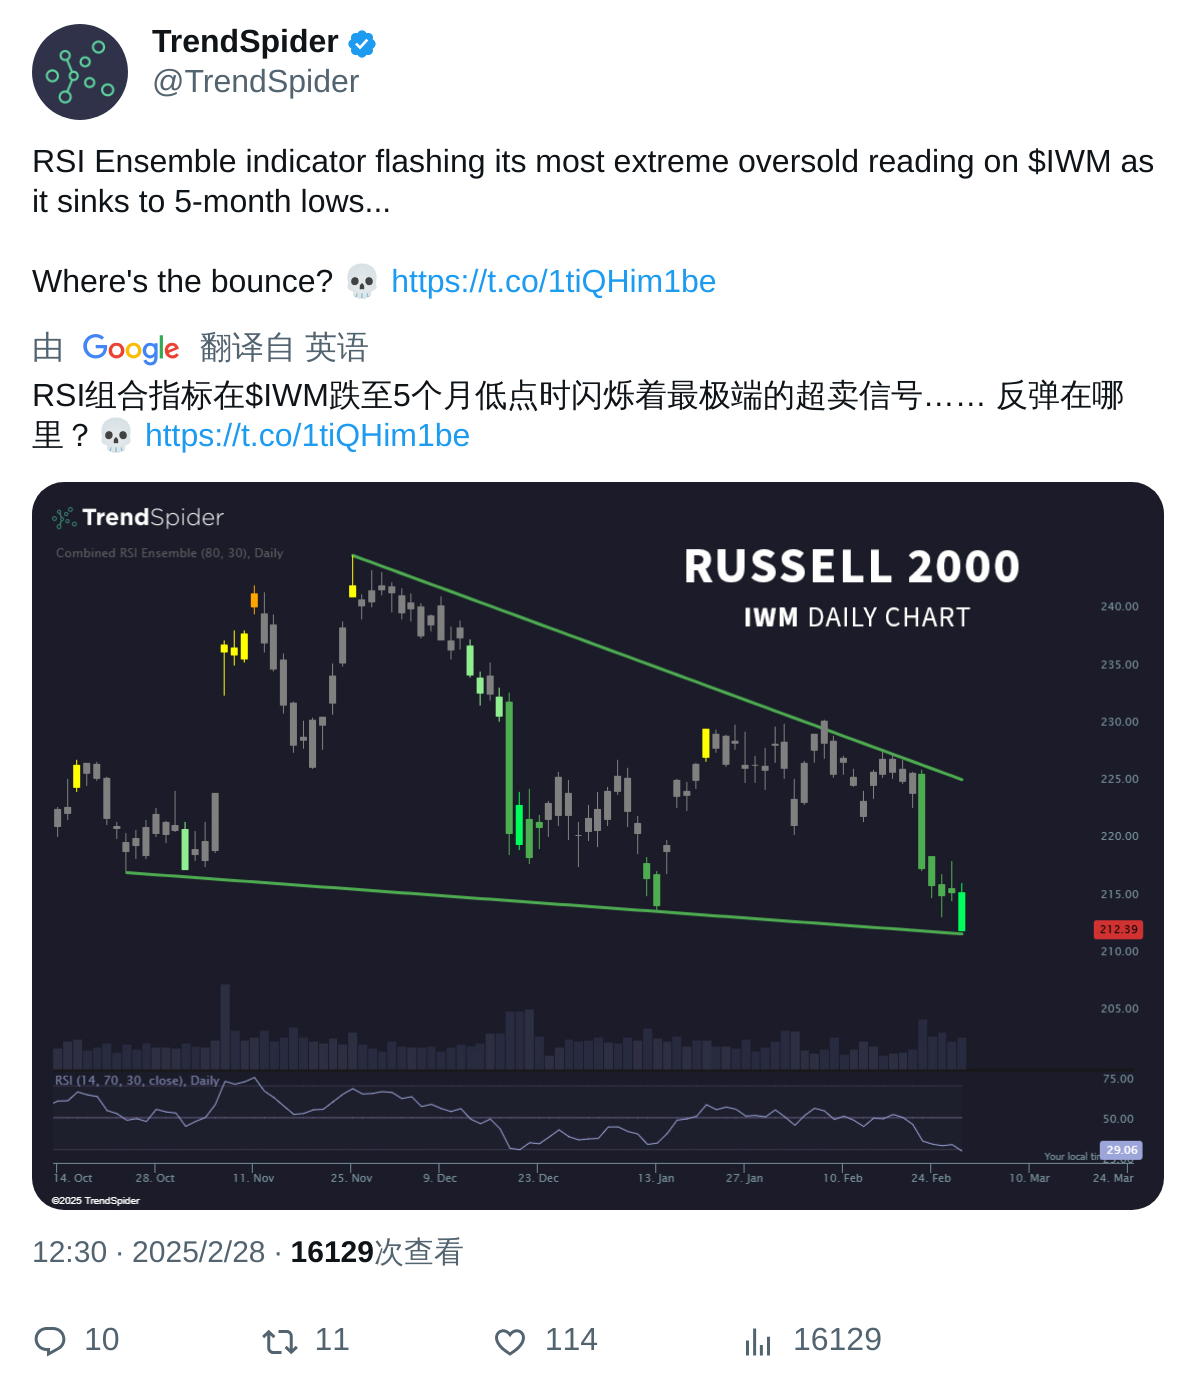 TrendSpider
@TrendSpider
RSI Ensemble indicator flashing its most extreme oversold reading on $IWM as
it sinks to 5-month lows...
Where's the bounce? 💀 https://t.co/1tiQHim1be
由 Google 翻译自 英语
RSI组合指标在$IWM跌至5个月低点时闪烁着最极端的超卖信号…… 反弹在哪
里？💀 https://t.co/1tiQHim1be
TrendSpider
Combined RSI Ensemble (80, 30), Daily
RUSSELL 2000
IWM DAILY CHART
240.00
235.00
230.00
225.00
220.00
215.00
212.39
210.00
205.00
RSI (14, 70, 30, close), Daily
75.00
50.00
29.06
Your local
14. Oct 28. Oct 11. Nov 25. Nov 9. Dec 23. Dec 13. Jan 27. Jan 10. Feb 24. Feb 10. Mar 24. Mar
©2025 TrendSpider
12:30 · 2025/2/28 · 16129次查看
10 11 114 16129